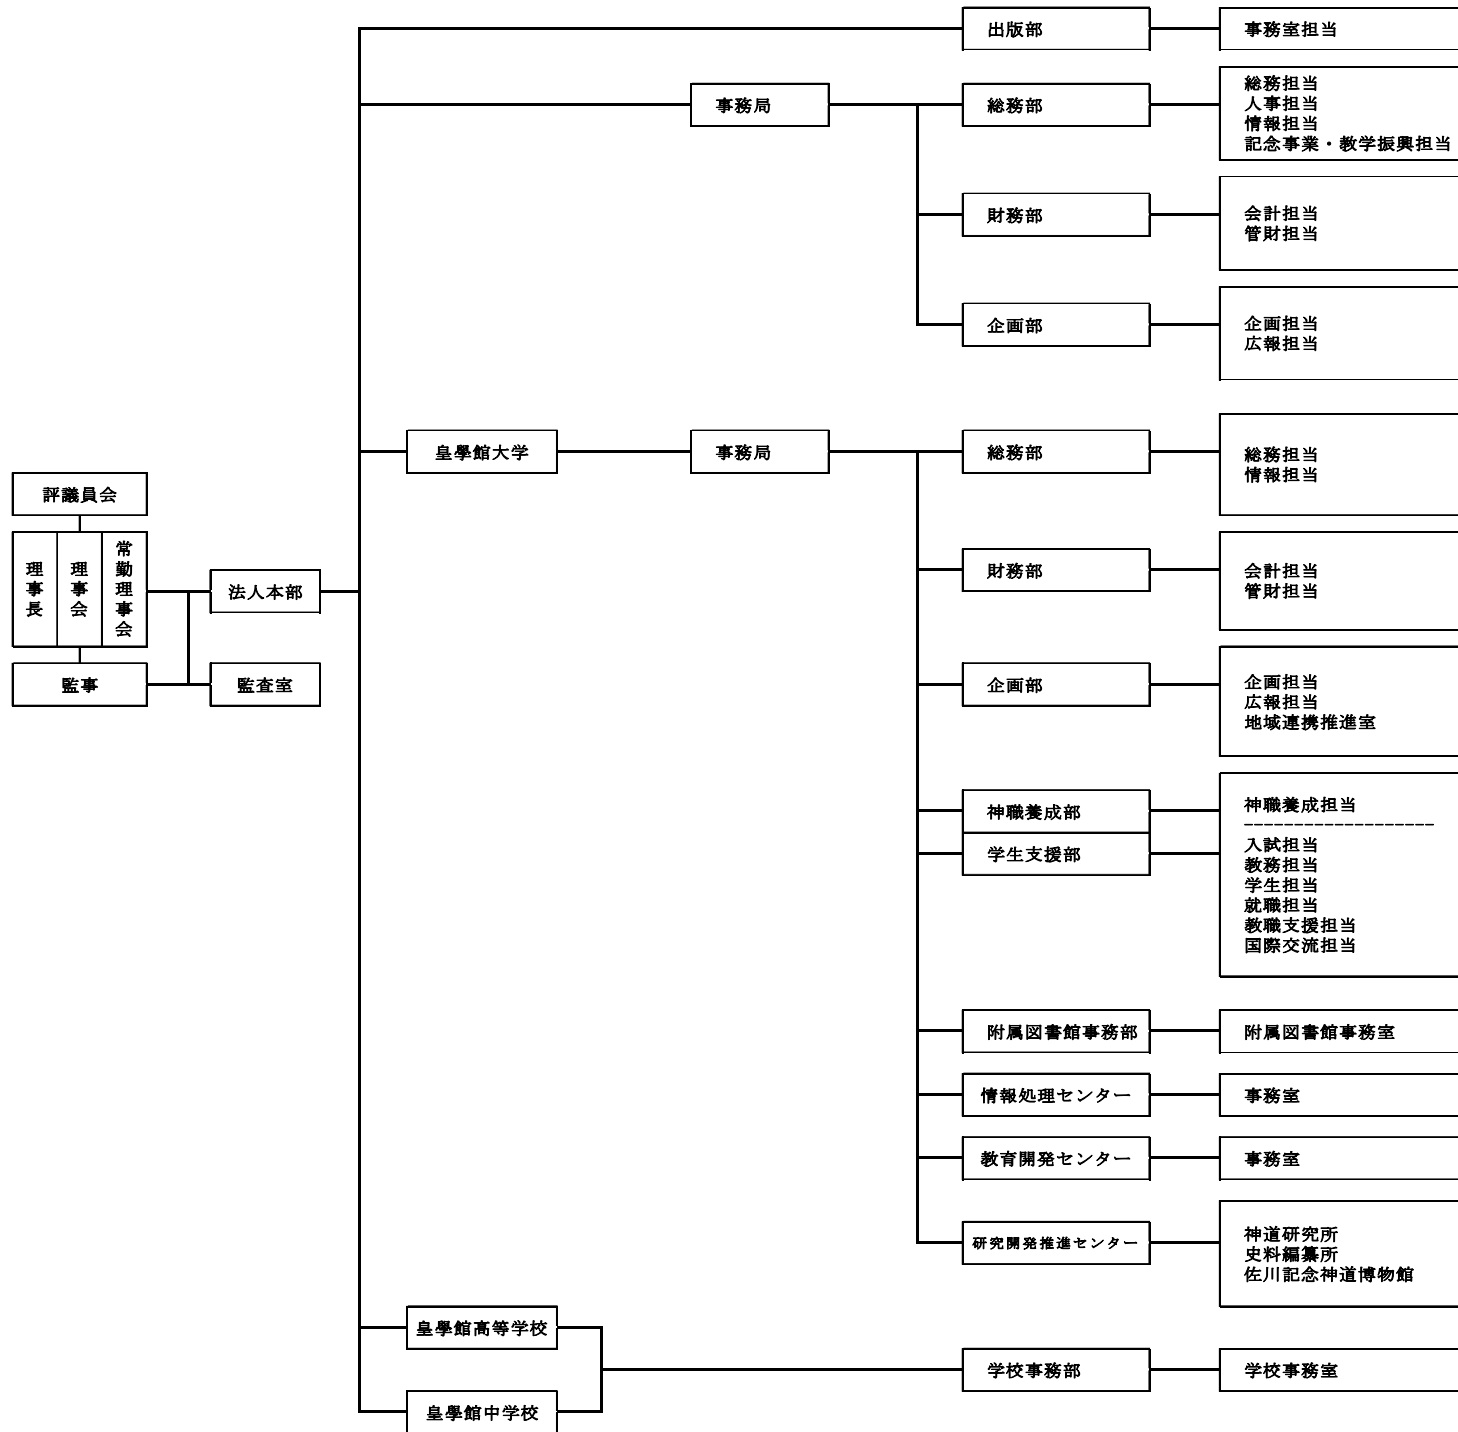 出版部
事務室担当
事務局
総務部
総務担当
人事担当
情報担当
記念事業・教学振興担当
財務部
会計担当
管財担当
企画部
企画担当
広報担当
皇學館大学
事務局
総務部
総務担当
情報担当
評議員会
理事長
理事会
常勤理事会
法人本部
監事
監査室
財務部
会計担当
管財担当
企画部
企画担当
広報担当
地域連携推進室
神職養成部
神職養成担当
学生支援部
入試担当
教務担当
学生担当
就職担当
教職支援担当
国際交流担当
附属図書館事務部
附属図書館事務室
情報処理センター
事務室
教育開発センター
事務室
研究開発推進センター
神道研究所
史料編纂所
佐川記念神道博物館
皇學館高等学校
皇學館中学校
学校事務部
学校事務室